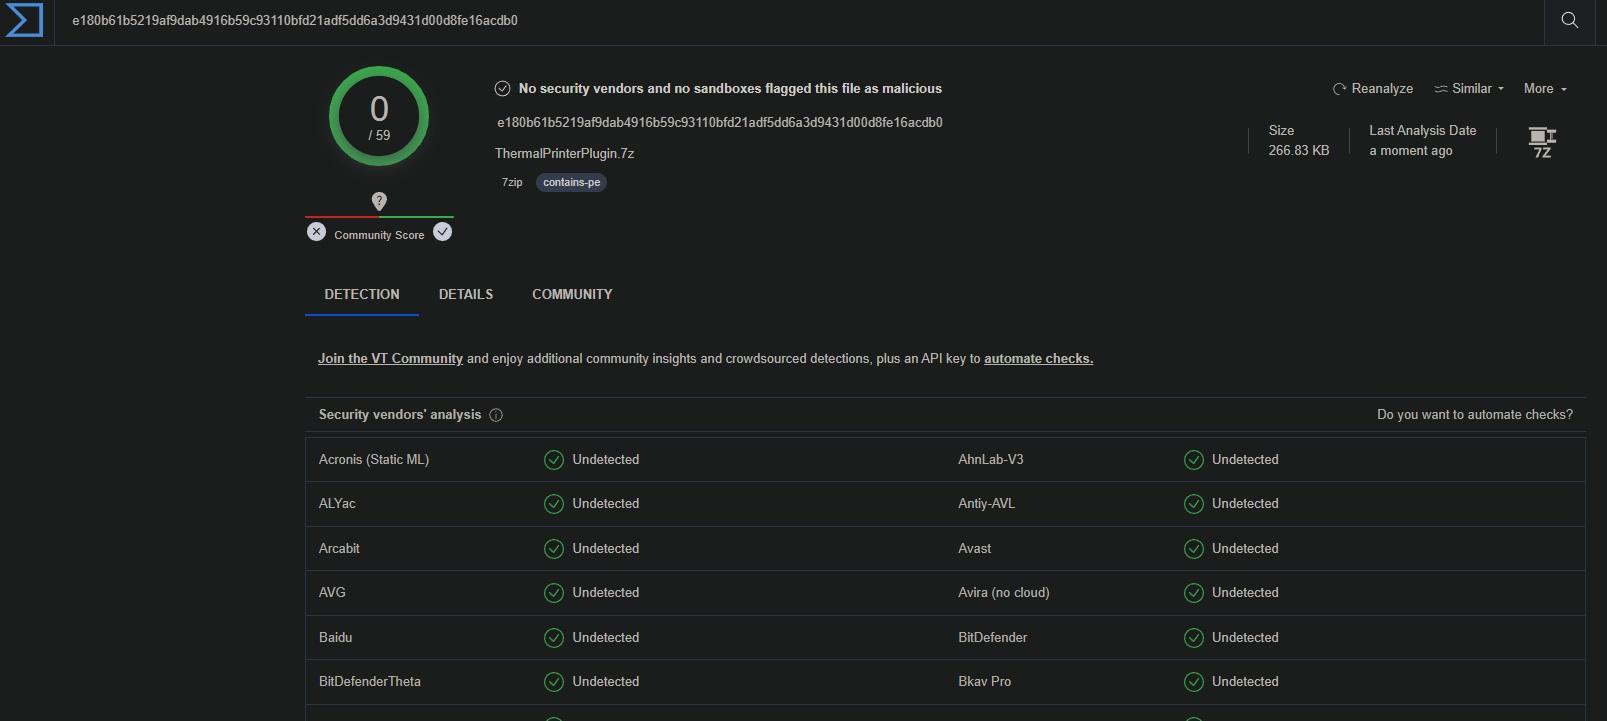 e180b61b5219af9dab4916b59c93110bfd21adf5dd6a3d9431d00d8fe16acdb0
0
/ 59
?
Community Score
No security vendors and no sandboxes flagged this file as malicious
e180b61b5219af9dab4916b59c93110bfd21adf5dd6a3d9431d00d8fe16acdb0
ThermalPrinterPlugin.7z
7zip contains-pe
Reanalyze Similar More
Size
266.83 KB
Last Analysis Date
a moment ago
7Z
DETECTION DETAILS COMMUNITY
Join the VT Community and enjoy additional community insights and crowdsourced detections, plus an API key to automate checks.
Security vendors' analysis Do you want to automate checks?
Acronis (Static ML) Undetected AhnLab-V3 Undetected
ALYac Undetected Antiy-AVL Undetected
Arcabit Undetected Avast Undetected
AVG Undetected Avira (no cloud) Undetected
Baidu Undetected BitDefender Undetected
BitDefenderTheta Undetected Bkav Pro Undetected